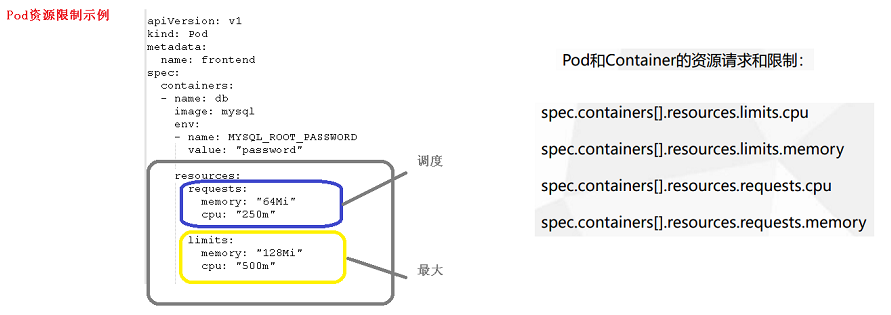 Pod资源限制示例
apiVersion: v1
kind: Pod
metadata:
  name: frontend
spec:
  containers:
  - name: db
    image: mysql
    env:
    - name: MYSQL_ROOT_PASSWORD
      value: "password"
    resources:
      requests:
        memory: "64Mi"
        cpu: "250m"
      limits:
        memory: "128Mi"
        cpu: "500m"
调度
最大
Pod和Container的资源请求和限制：
spec.containers[].resources.limits.cpu
spec.containers[].resources.limits.memory
spec.containers[].resources.requests.cpu
spec.containers[].resources.requests.memory